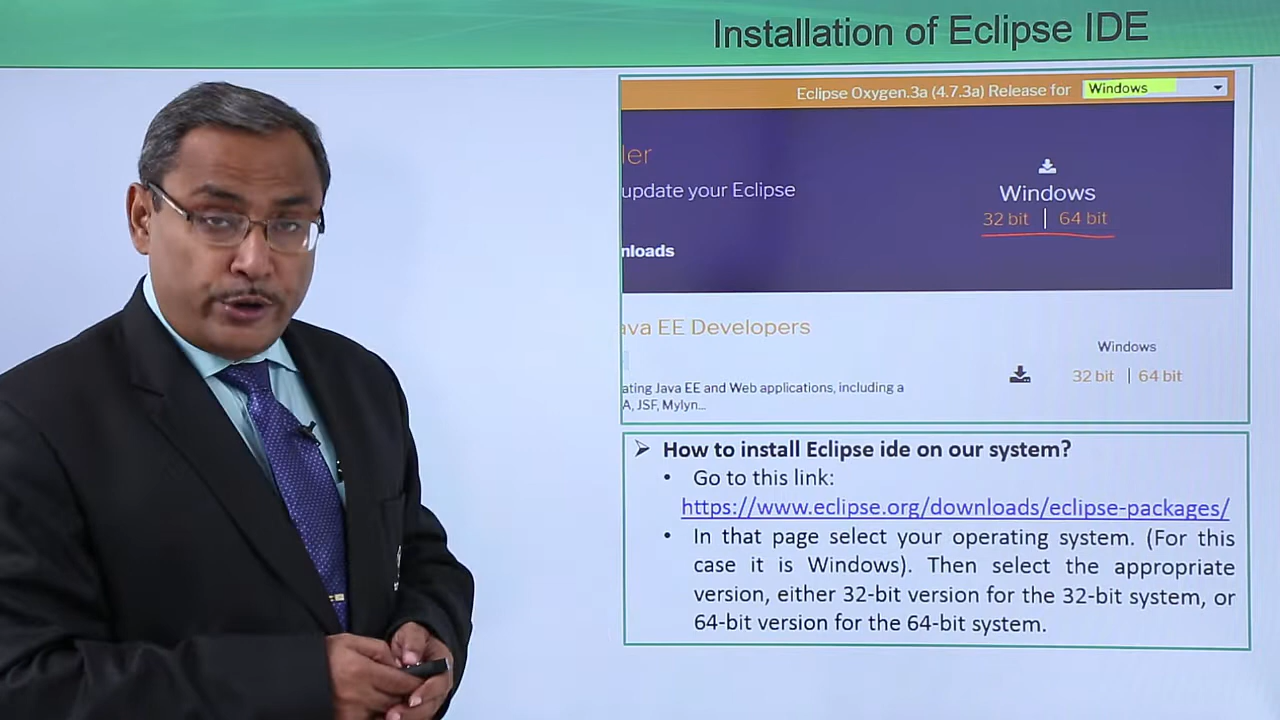 Installation of Eclipse IDE
Eclipse Oxygen.3a (4.7.3a) Release for Windows
ler
update your Eclipse
Windows
32 bit | 64 bit
nloads
ava EE Developers
Windows
32 bit | 64 bit
ating Java EE and Web applications, including a
A, JSF, Mylyn...
➢ How to install Eclipse ide on our system?
• Go to this link:
https://www.eclipse.org/downloads/eclipse-packages/
• In that page select your operating system. (For this
case it is Windows). Then select the appropriate
version, either 32-bit version for the 32-bit system, or
64-bit version for the 64-bit system.